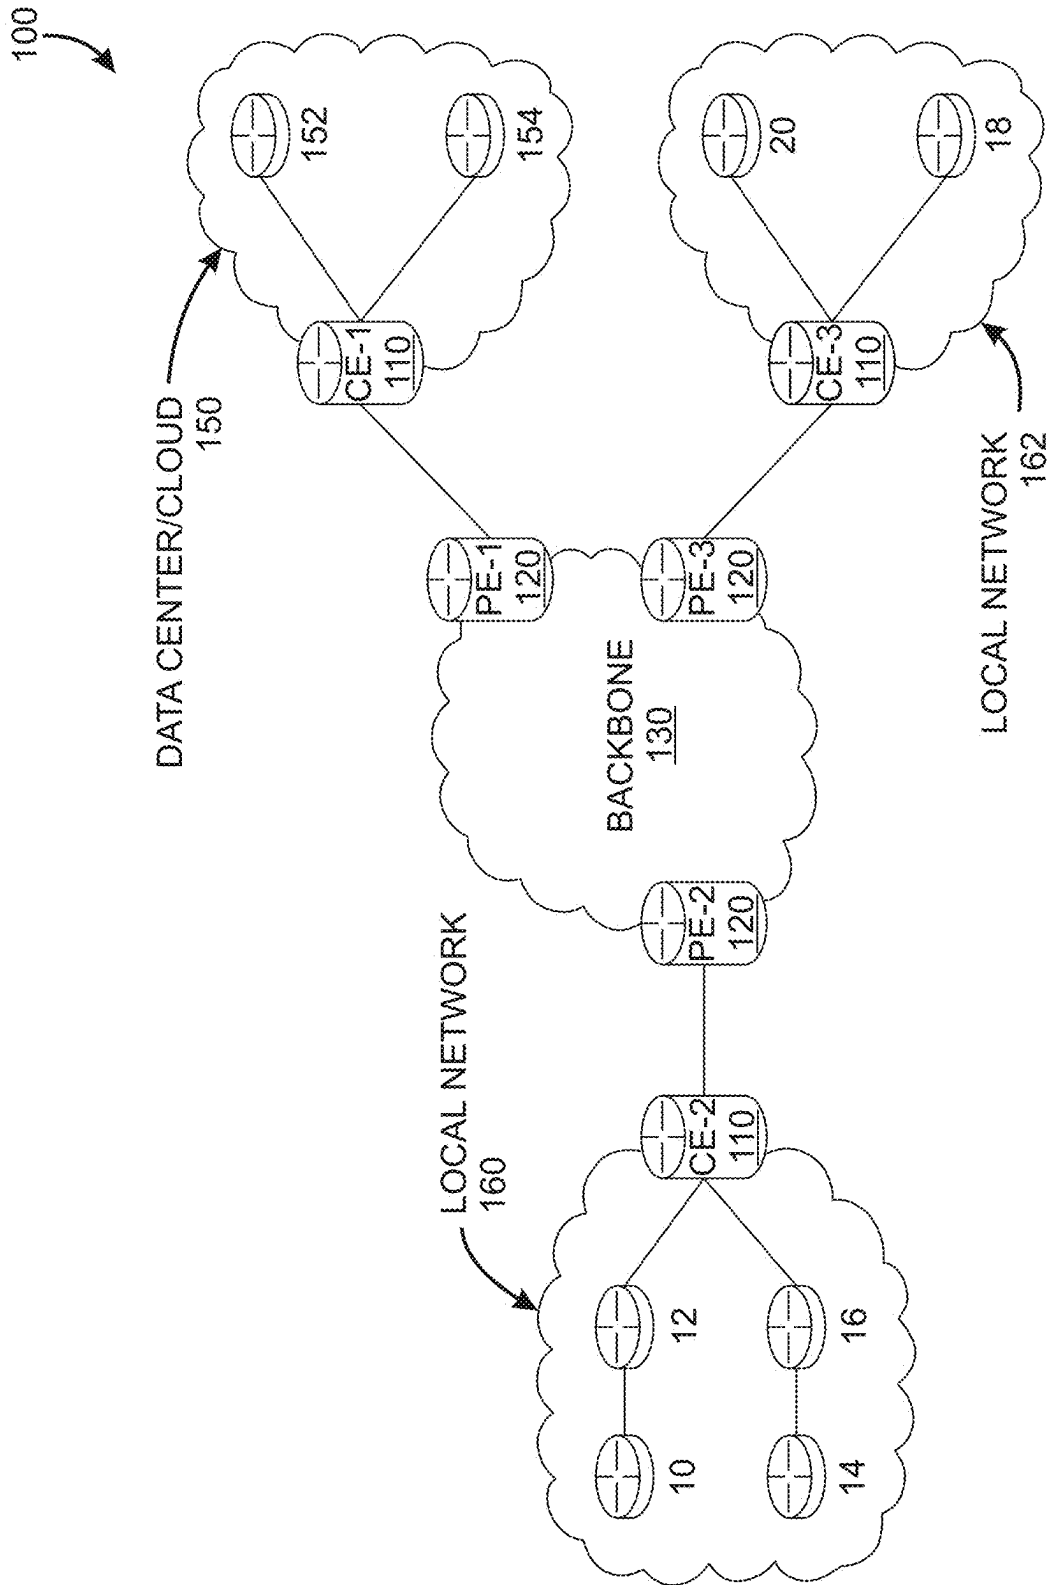 100
DATA CENTER/CLOUD
150
152
CE-1
110
154
PE-1
120
LOCAL NETWORK
160
BACKBONE
130
10
12
CE-2
110
PE-2
120
PE-3
120
14
16
20
CE-3
110
18
LOCAL NETWORK
162